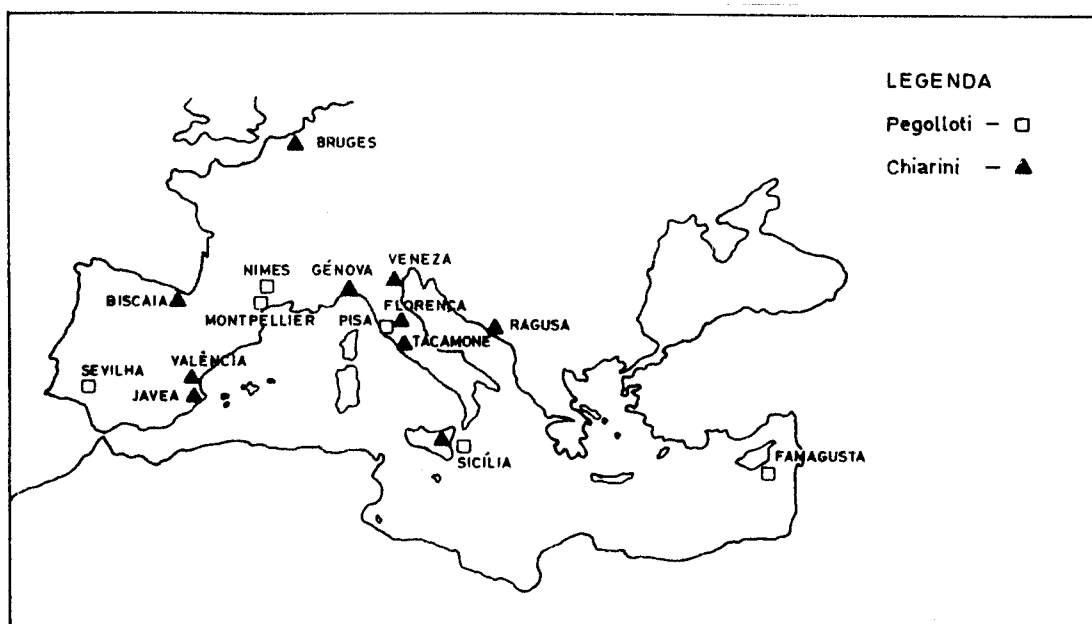 LEGENDA
Pegolloti –
Chiarini –
BRUGES
VENEZA
NIMES
GÉNOVA
BISCAIA
FLORENÇA
MONTPELLIER
PISA
RAGUSA
TACAMONE
VALÊNCIA
SEVILHA
JAVEA
SICÍLIA
FAMAGUSTA